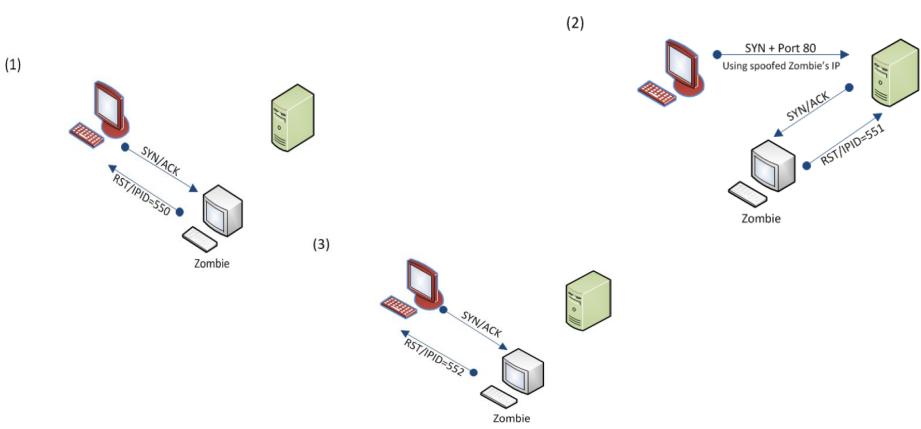 (1)
SYN/ACK
RST/IPID=550
Zombie
(2)
SYN + Port 80
Using spoofed Zombie's IP
SYN/ACK
RST/IPID=551
Zombie
(3)
SYN/ACK
RST/IPID=552
Zombie